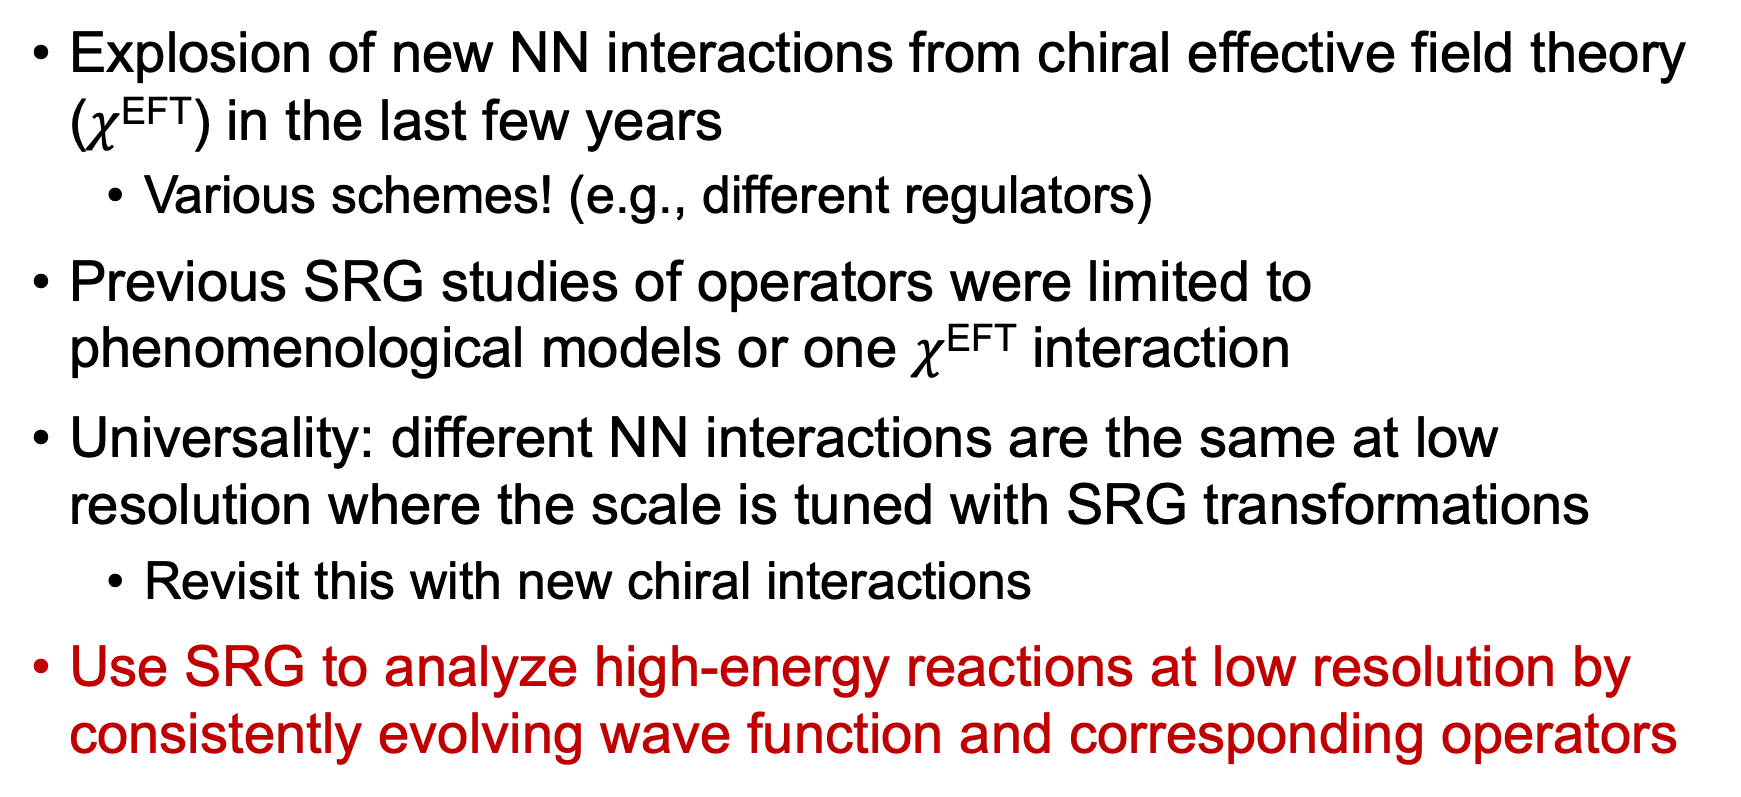 • Explosion of new NN interactions from chiral effective field theory
(χEFT) in the last few years
• Various schemes! (e.g., different regulators)
• Previous SRG studies of operators were limited to
phenomenological models or one χEFT interaction
• Universality: different NN interactions are the same at low
resolution where the scale is tuned with SRG transformations
• Revisit this with new chiral interactions
• Use SRG to analyze high-energy reactions at low resolution by
consistently evolving wave function and corresponding operators